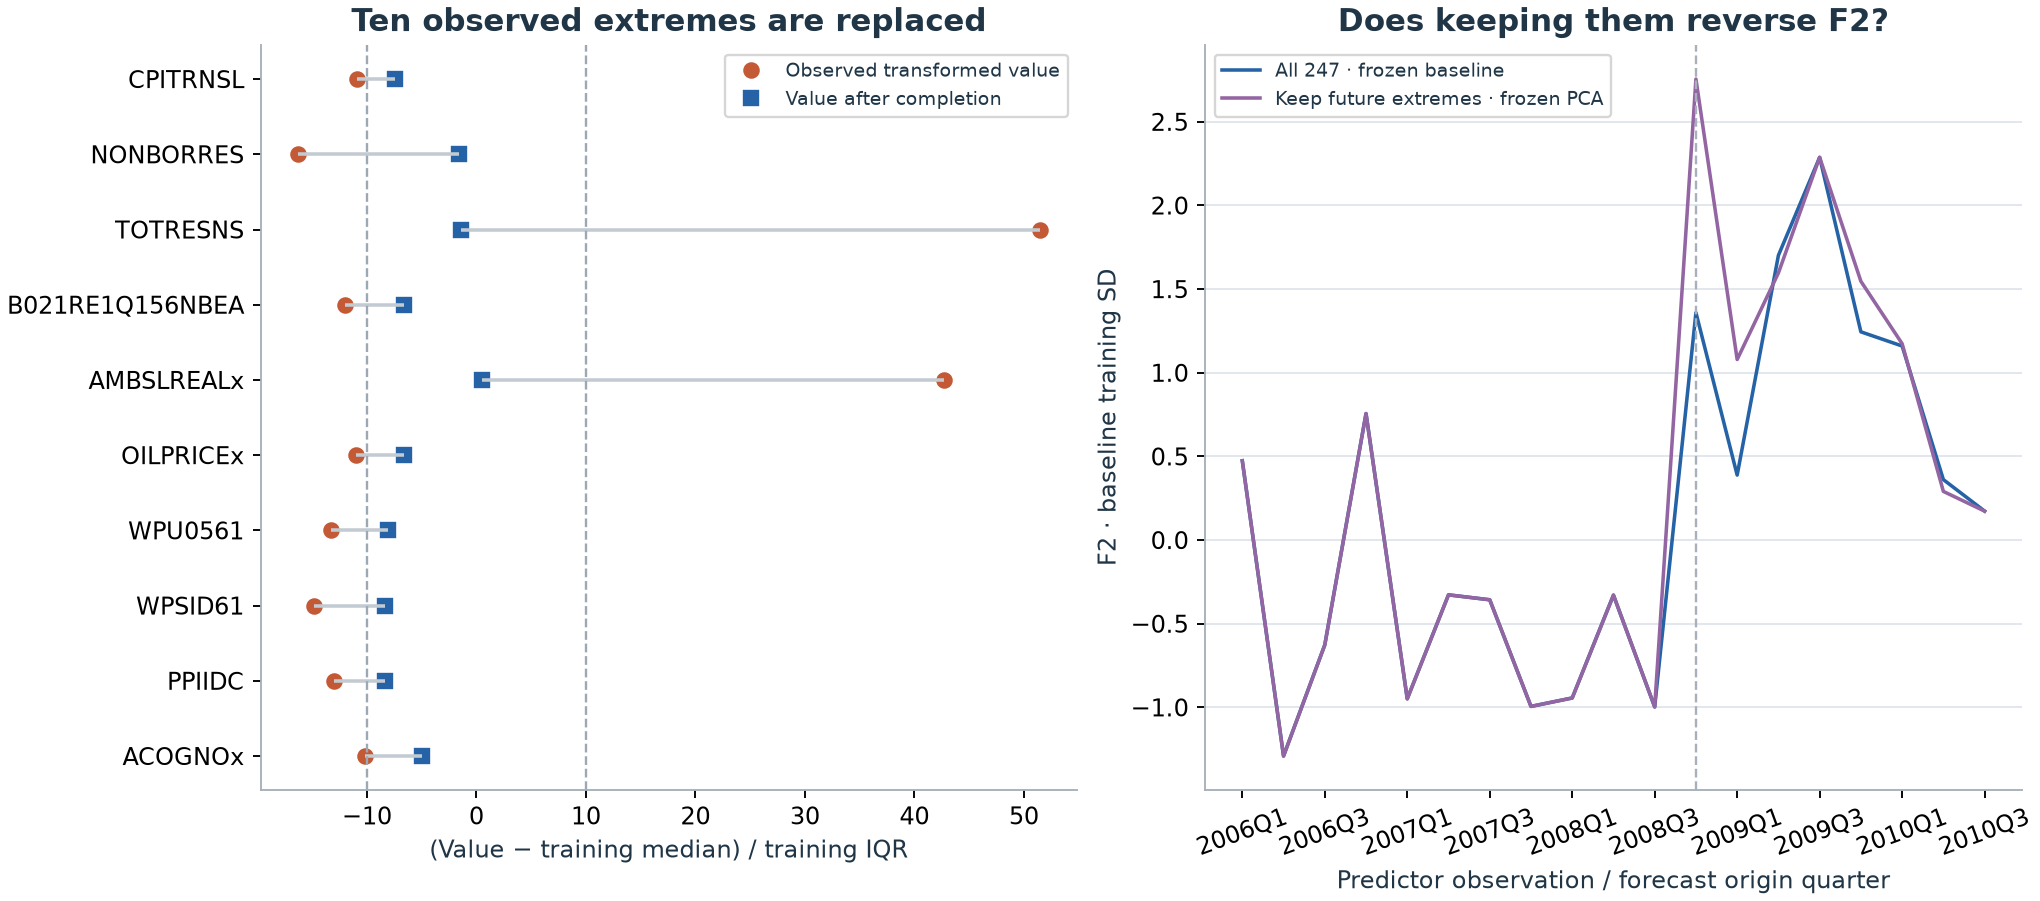 Ten observed extremes are replaced
Observed transformed value
Value after completion
CPITRNSL
NONBORRES
TOTRESNS
B021RE1Q156NBEA
AMBSLREALx
OILPRICEx
WPU0561
WPSID61
PPIIDC
ACOGNOx
−10 0 10 20 30 40 50
(Value − training median) / training IQR
Does keeping them reverse F2?
All 247 · frozen baseline
Keep future extremes · frozen PCA
F2 · baseline training SD
2.5
2.0
1.5
1.0
0.5
0.0
−0.5
−1.0
2006Q1 2006Q3 2007Q1 2007Q3 2008Q1 2008Q3 2009Q1 2009Q3 2010Q1 2010Q3
Predictor observation / forecast origin quarter